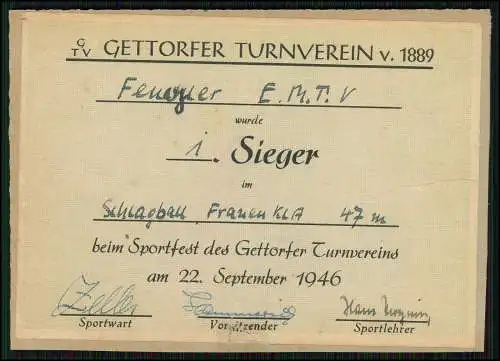 GTV GETTORFER TURNVEREIN v. 1889
E.M.T.V
wurde
1. Sieger
im
Schlagball Frauen Kl A 47 m
beim Sportfest des Gettorfer Turnvereins
am 22. September 1946
Zeller
Sportwart Vorsitzender Sportlehrer